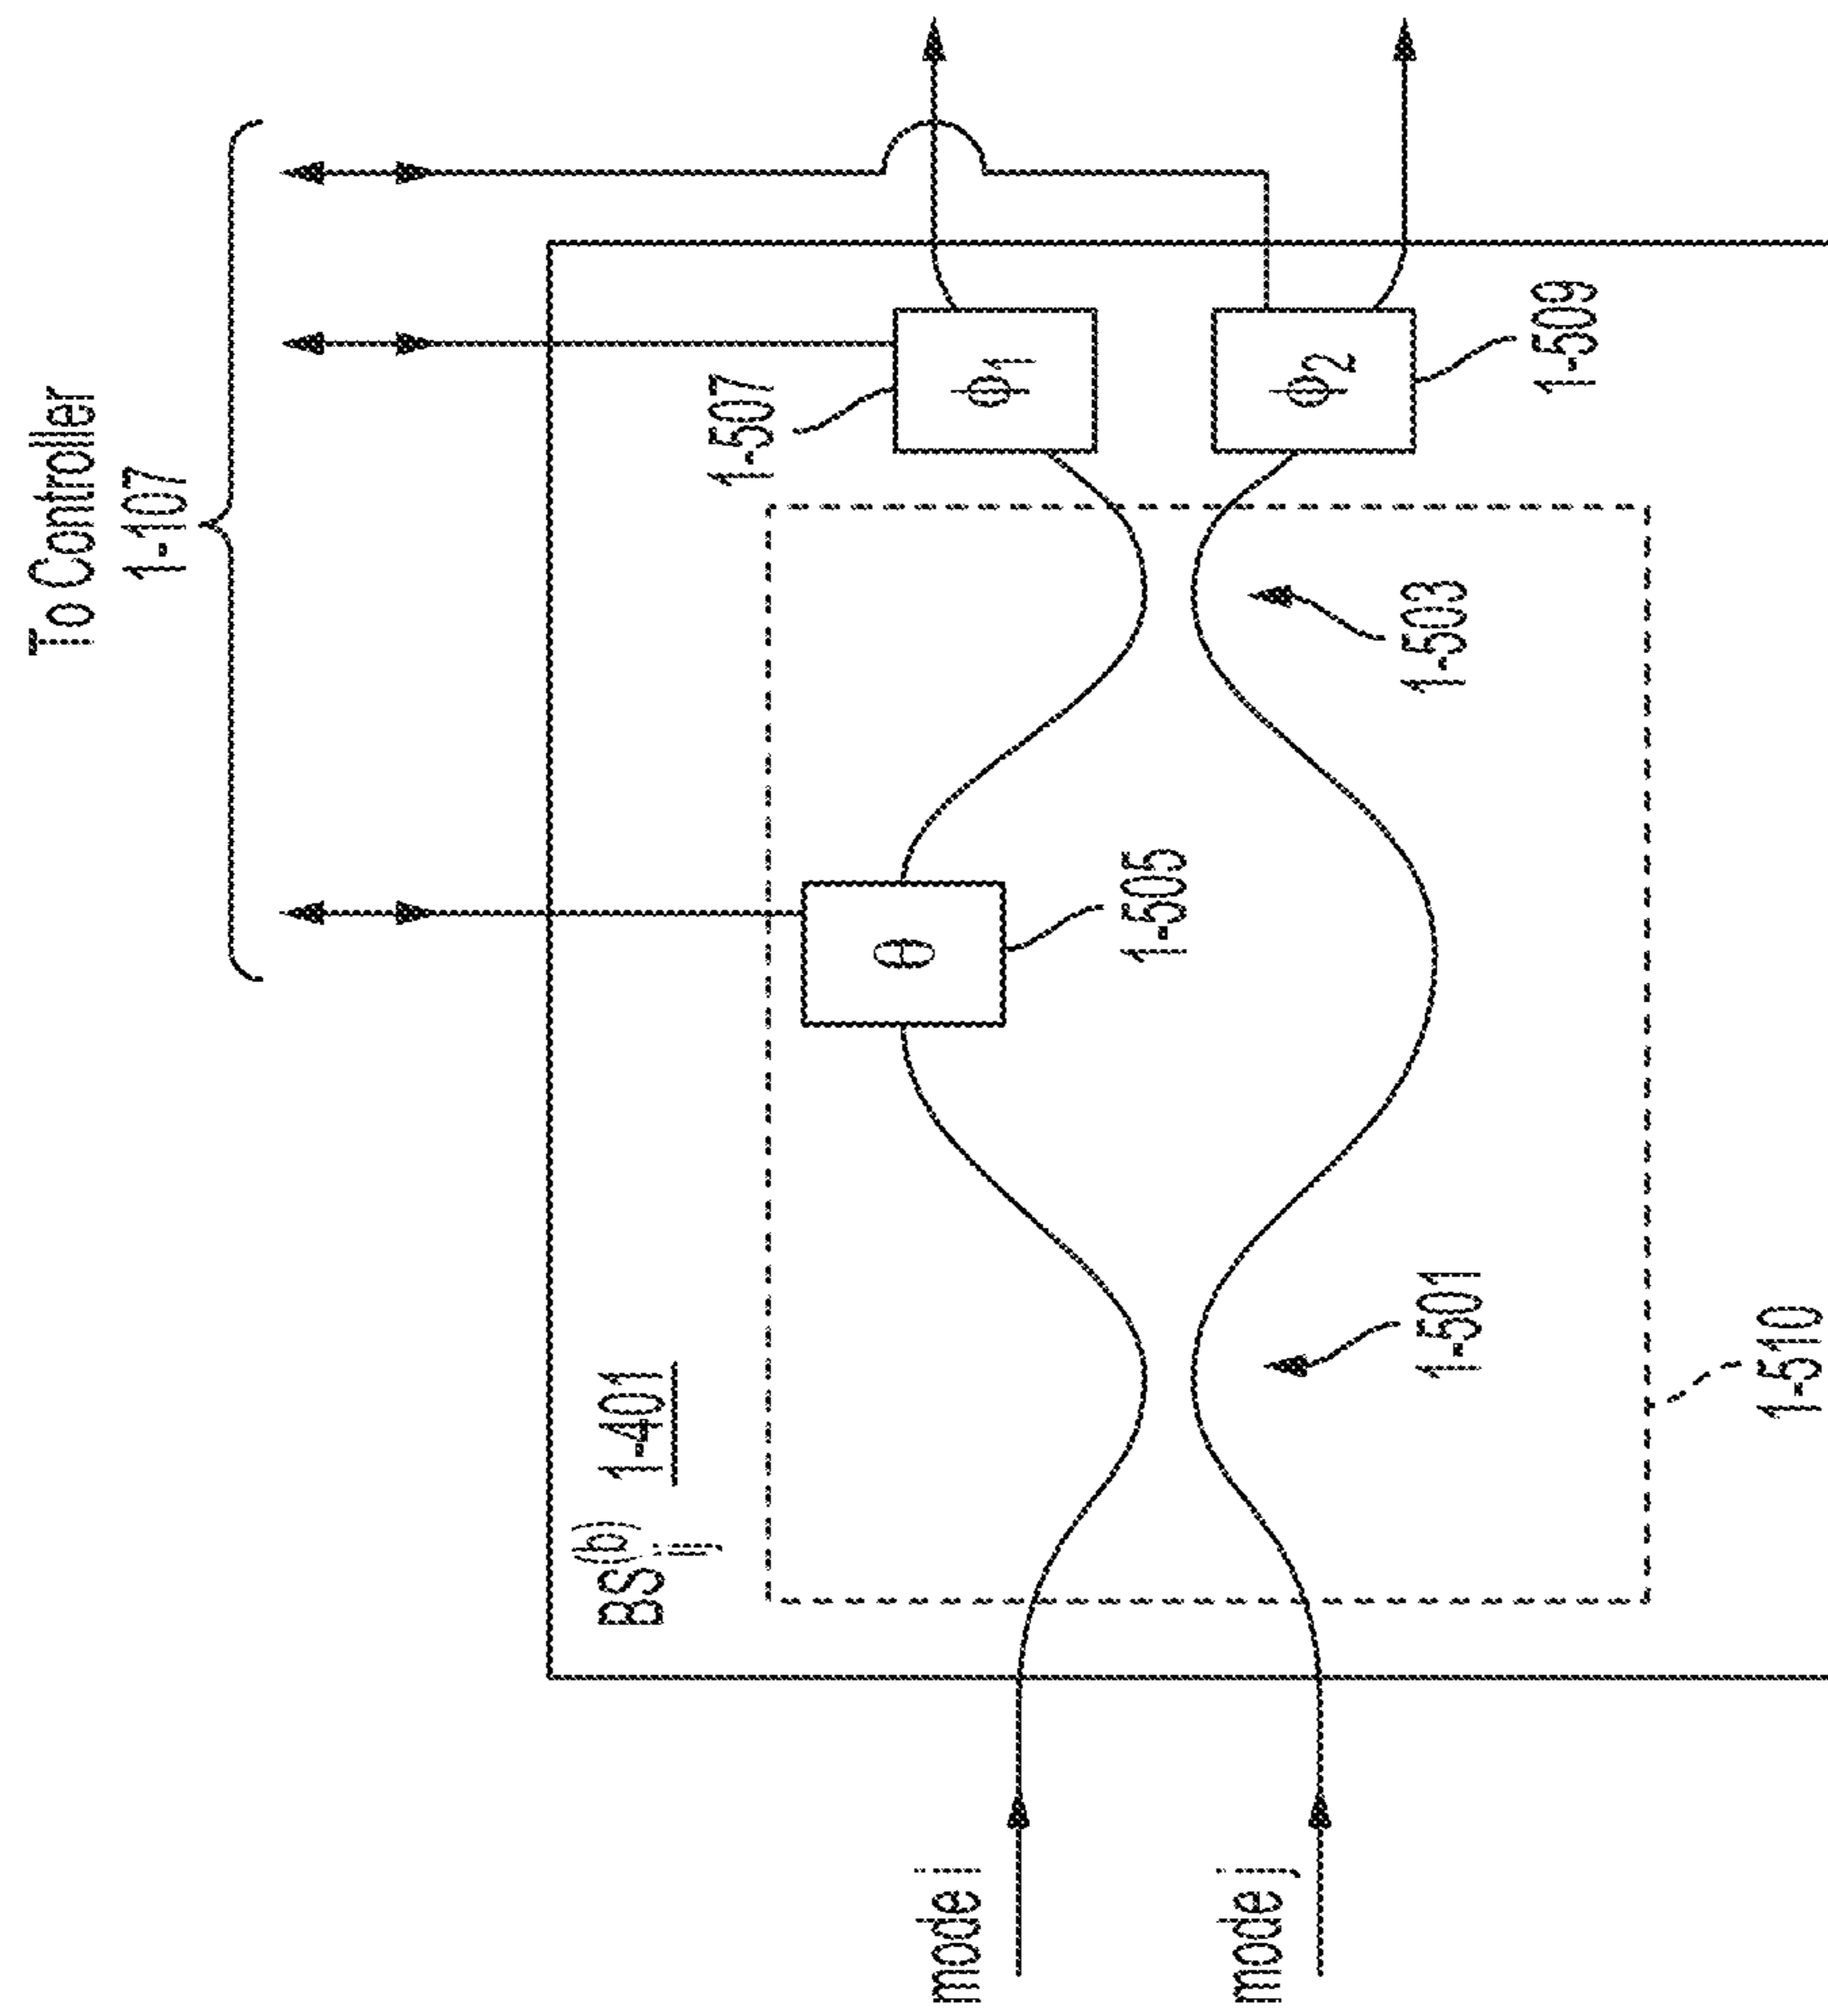 To Controller
1-107
BS(b)ij 1-401
1-507
ϕ1
θ
1-505
ϕ2
1-509
1-503
1-501
1-510
mode i
mode j